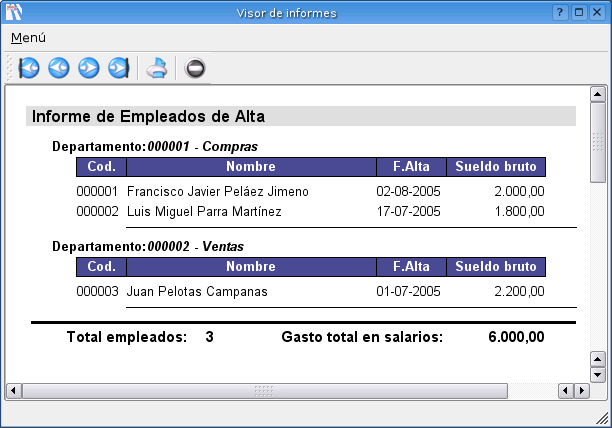 Visor de informes
Menú
Informe de Empleados de Alta
Departamento:000001 - Compras
Cod. Nombre F.Alta Sueldo bruto
000001 Francisco Javier Peláez Jimeno 02-08-2005 2.000,00
000002 Luis Miguel Parra Martínez 17-07-2005 1.800,00
Departamento:000002 - Ventas
Cod. Nombre F.Alta Sueldo bruto
000003 Juan Pelotas Campanas 01-07-2005 2.200,00
Total empleados: 3 Gasto total en salarios: 6.000,00